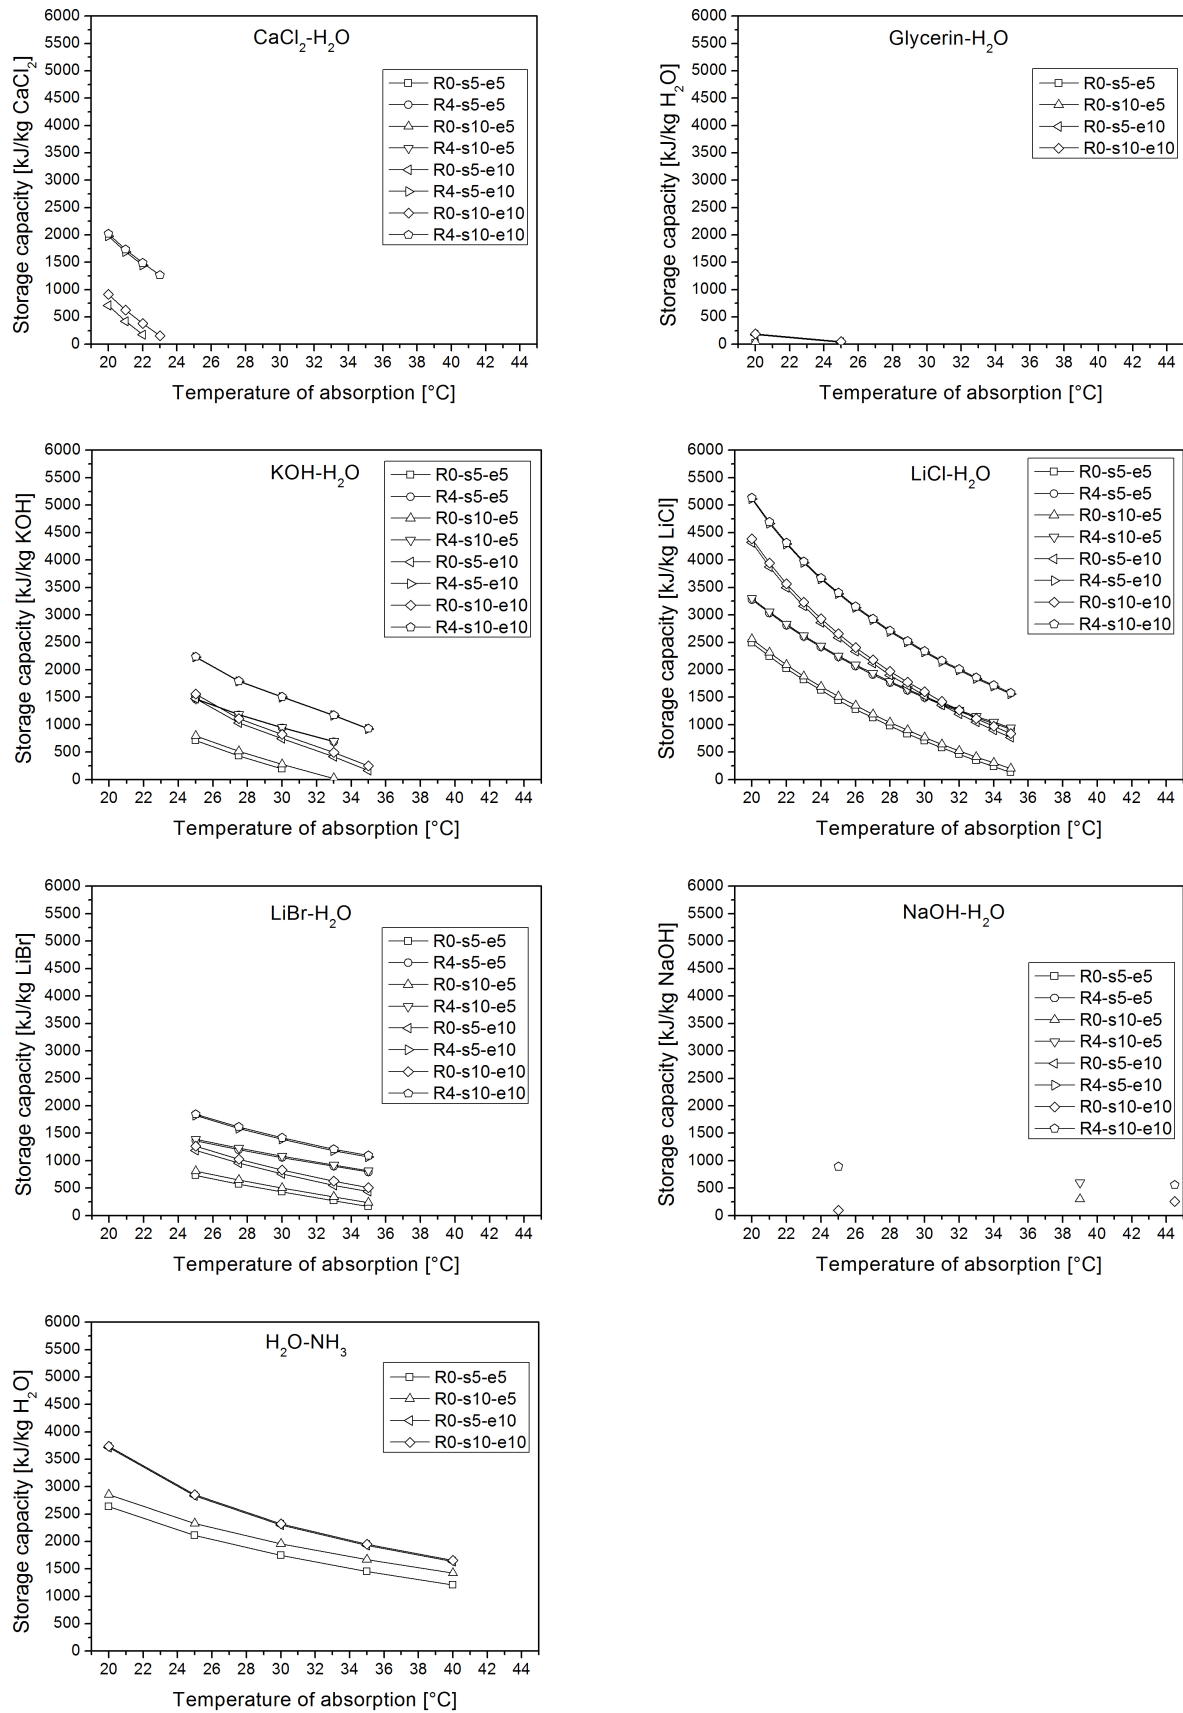 CaCl₂-H₂O
Storage capacity [kJ/kg CaCl₂]
6000
5500
5000
4500
4000
3500
3000
2500
2000
1500
1000
500
0
R0-s5-e5
R4-s5-e5
R0-s10-e5
R4-s10-e5
R0-s5-e10
R4-s5-e10
R0-s10-e10
R4-s10-e10
20 22 24 26 28 30 32 34 36 38 40 42 44
Temperature of absorption [°C]
Glycerin-H₂O
Storage capacity [kJ/kg H₂O]
6000
5500
5000
4500
4000
3500
3000
2500
2000
1500
1000
500
0
R0-s5-e5
R0-s10-e5
R0-s5-e10
R0-s10-e10
20 22 24 26 28 30 32 34 36 38 40 42 44
Temperature of absorption [°C]
KOH-H₂O
Storage capacity [kJ/kg KOH]
6000
5500
5000
4500
4000
3500
3000
2500
2000
1500
1000
500
0
R0-s5-e5
R4-s5-e5
R0-s10-e5
R4-s10-e5
R0-s5-e10
R4-s5-e10
R0-s10-e10
R4-s10-e10
20 22 24 26 28 30 32 34 36 38 40 42 44
Temperature of absorption [°C]
LiCl-H₂O
Storage capacity [kJ/kg LiCl]
6000
5500
5000
4500
4000
3500
3000
2500
2000
1500
1000
500
0
R0-s5-e5
R4-s5-e5
R0-s10-e5
R4-s10-e5
R0-s5-e10
R4-s5-e10
R0-s10-e10
R4-s10-e10
20 22 24 26 28 30 32 34 36 38 40 42 44
Temperature of absorption [°C]
LiBr-H₂O
Storage capacity [kJ/kg LiBr]
6000
5500
5000
4500
4000
3500
3000
2500
2000
1500
1000
500
0
R0-s5-e5
R4-s5-e5
R0-s10-e5
R4-s10-e5
R0-s5-e10
R4-s5-e10
R0-s10-e10
R4-s10-e10
20 22 24 26 28 30 32 34 36 38 40 42 44
Temperature of absorption [°C]
NaOH-H₂O
Storage capacity [kJ/kg NaOH]
6000
5500
5000
4500
4000
3500
3000
2500
2000
1500
1000
500
0
R0-s5-e5
R4-s5-e5
R0-s10-e5
R4-s10-e5
R0-s5-e10
R4-s5-e10
R0-s10-e10
R4-s10-e10
20 22 24 26 28 30 32 34 36 38 40 42 44
Temperature of absorption [°C]
H₂O-NH₃
Storage capacity [kJ/kg H₂O]
6000
5500
5000
4500
4000
3500
3000
2500
2000
1500
1000
500
0
R0-s5-e5
R0-s10-e5
R0-s5-e10
R0-s10-e10
20 22 24 26 28 30 32 34 36 38 40 42 44
Temperature of absorption [°C]